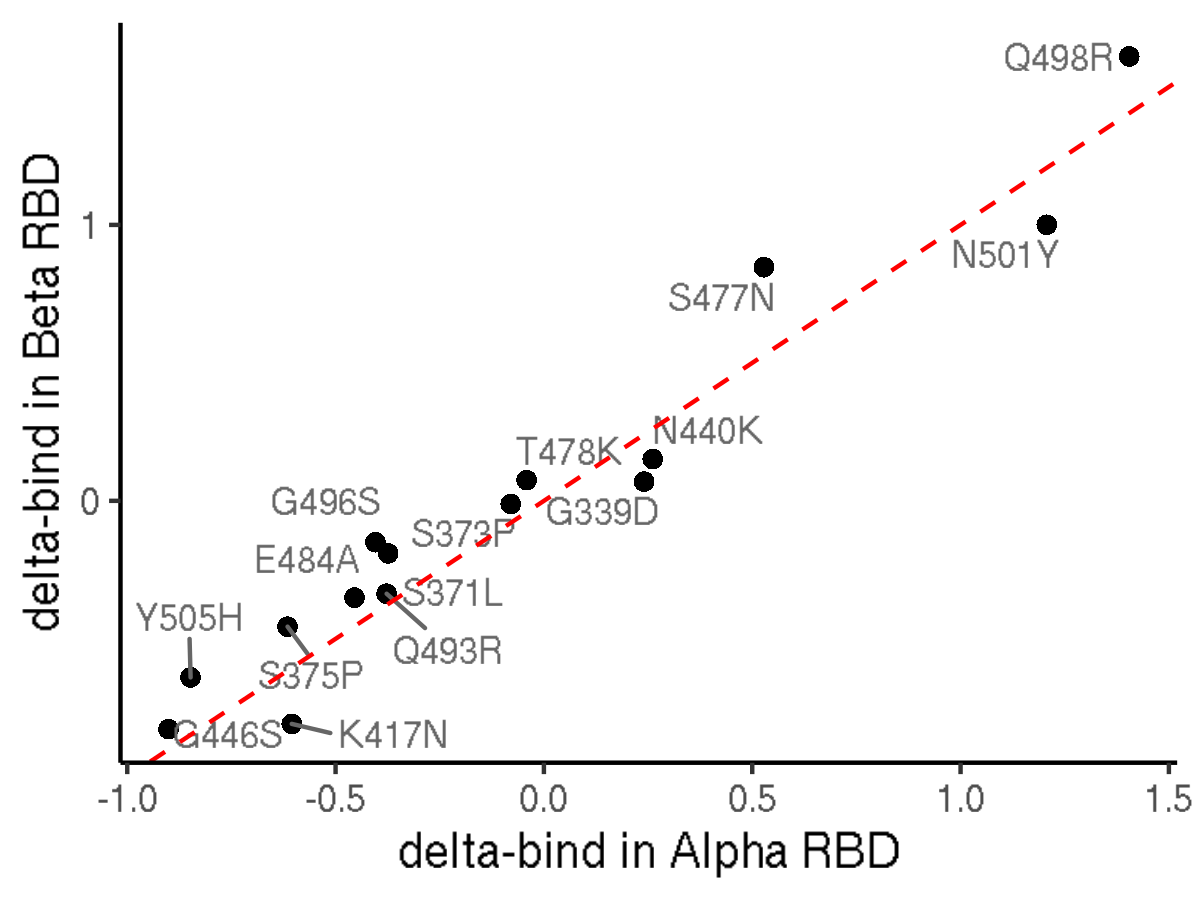 Q498R
delta-bind in Beta RBD
1
N501Y
S477N
N440K
T478K
0
G496S
G339D
S373P
E484A
S371L
Y505H
Q493R
S375P
G446S
K417N
-1.0
-0.5
0.0
0.5
1.0
1.5
delta-bind in Alpha RBD